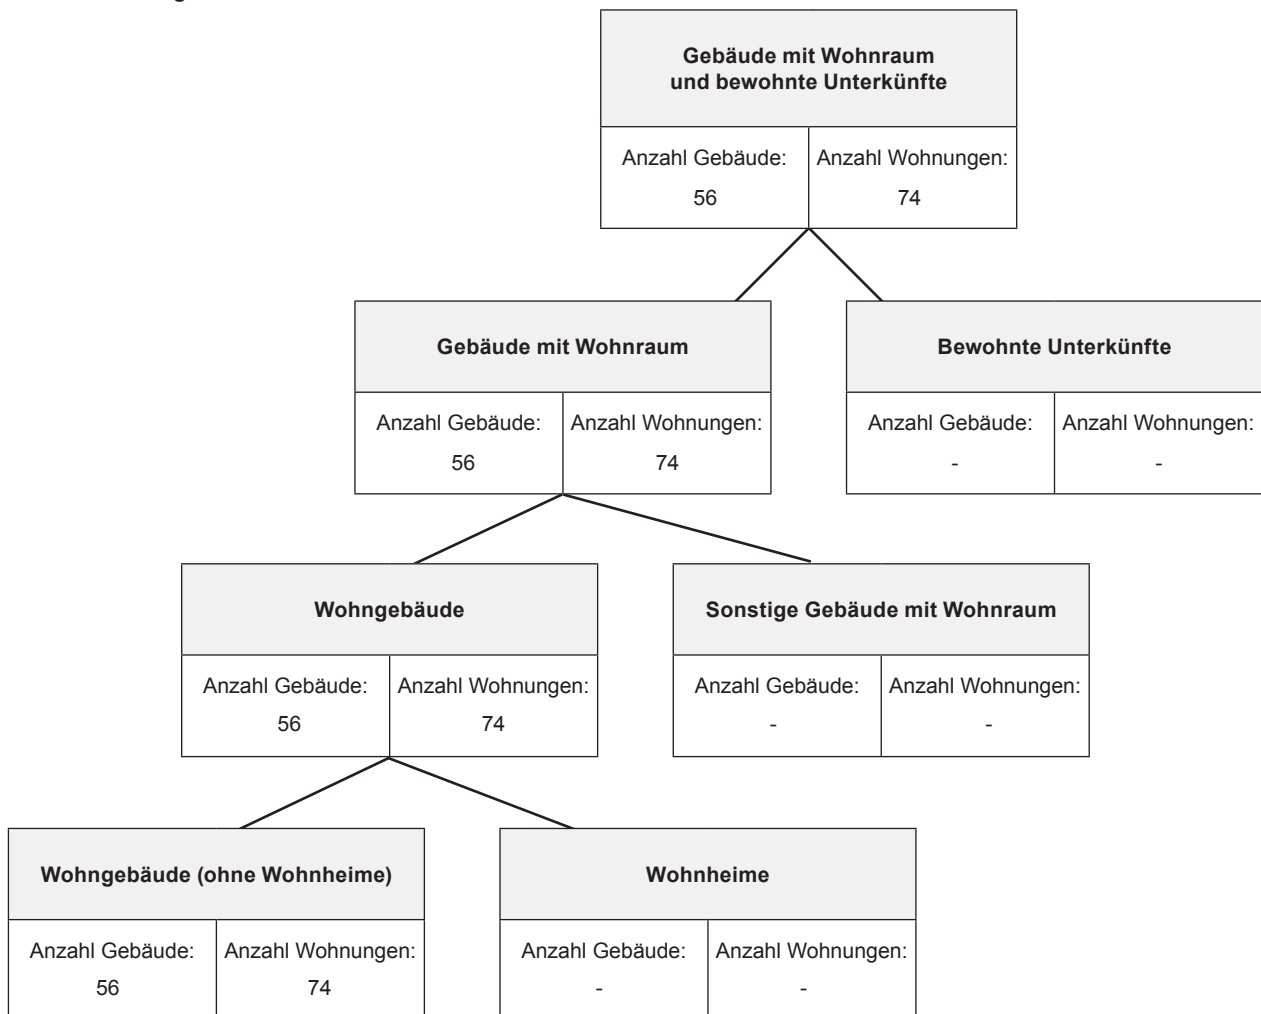 Gebäude mit Wohnraum
und bewohnte Unterkünfte
Anzahl Gebäude: Anzahl Wohnungen:
56 74
Gebäude mit Wohnraum Bewohnte Unterkünfte
Anzahl Gebäude: Anzahl Wohnungen: Anzahl Gebäude: Anzahl Wohnungen:
56 74 - -
Wohngebäude Sonstige Gebäude mit Wohnraum
Anzahl Gebäude: Anzahl Wohnungen: Anzahl Gebäude: Anzahl Wohnungen:
56 74 - -
Wohngebäude (ohne Wohnheime) Wohnheime
Anzahl Gebäude: Anzahl Wohnungen: Anzahl Gebäude: Anzahl Wohnungen:
56 74 - -